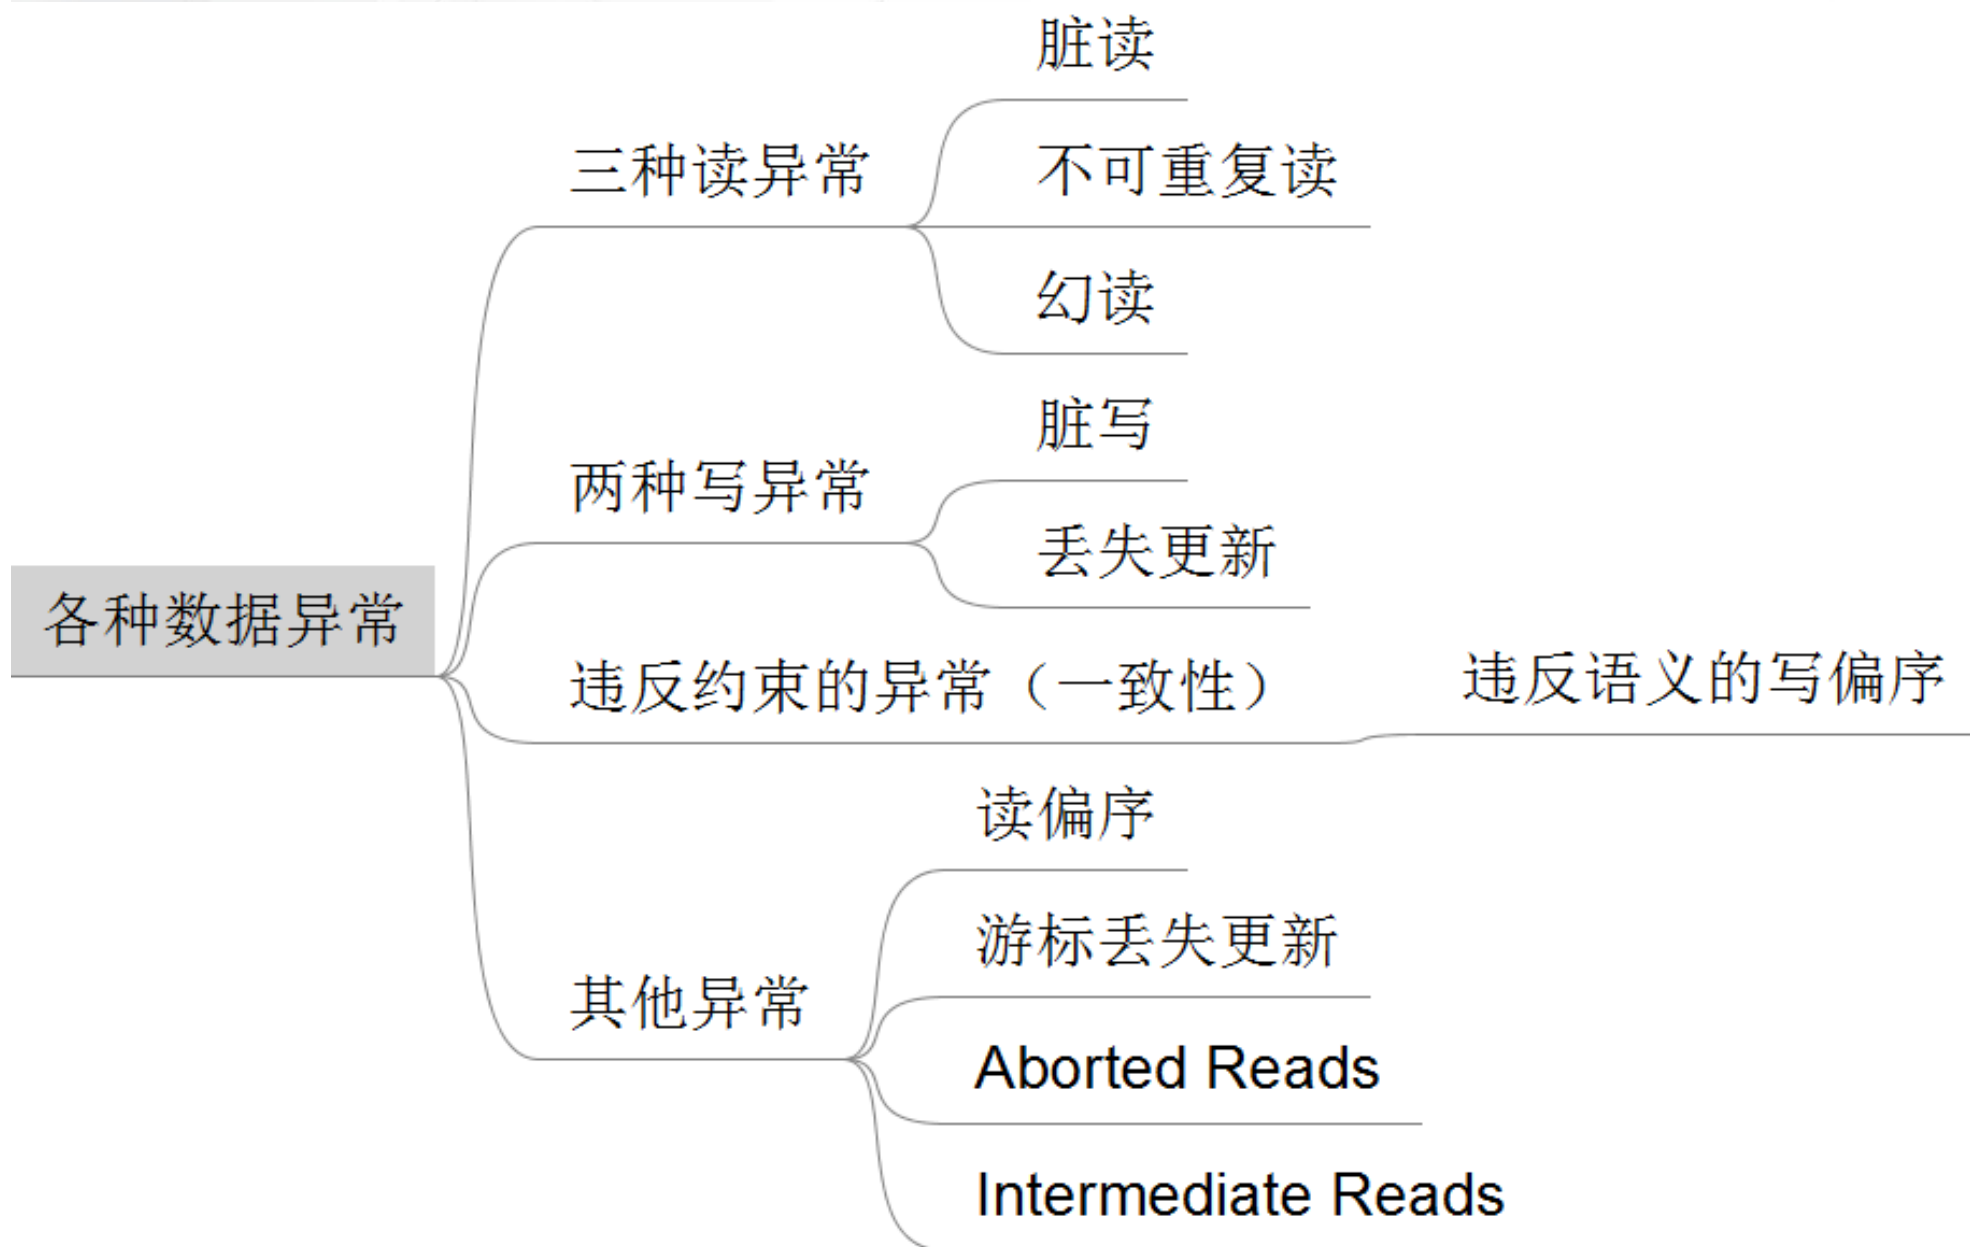 各种数据异常
三种读异常
脏读
不可重复读
幻读
两种写异常
脏写
丢失更新
违反约束的异常（一致性）
违反语义的写偏序
其他异常
读偏序
游标丢失更新
Aborted Reads
Intermediate Reads